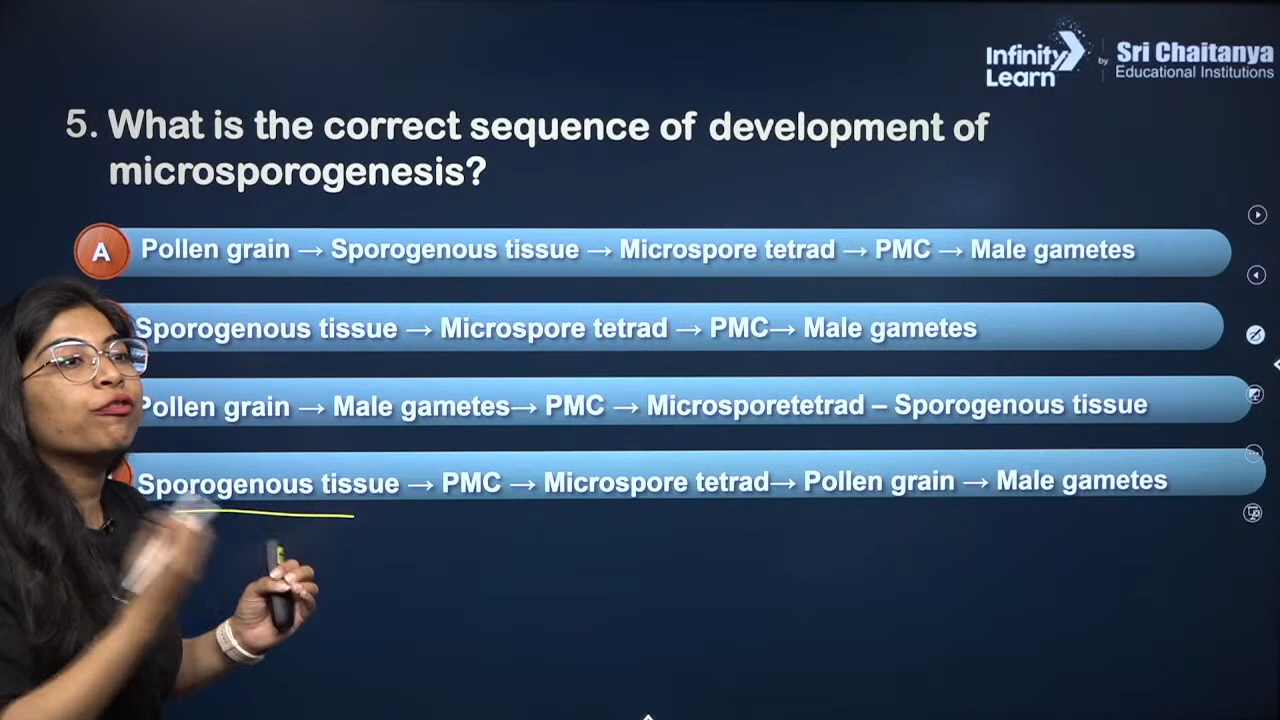 Infinity Learn by Sri Chaitanya Educational Institutions
5. What is the correct sequence of development of
microsporogenesis?
A Pollen grain → Sporogenous tissue → Microspore tetrad → PMC → Male gametes
Sporogenous tissue → Microspore tetrad → PMC→ Male gametes
Pollen grain → Male gametes→ PMC → Microsporetetrad – Sporogenous tissue
Sporogenous tissue → PMC → Microspore tetrad→ Pollen grain → Male gametes